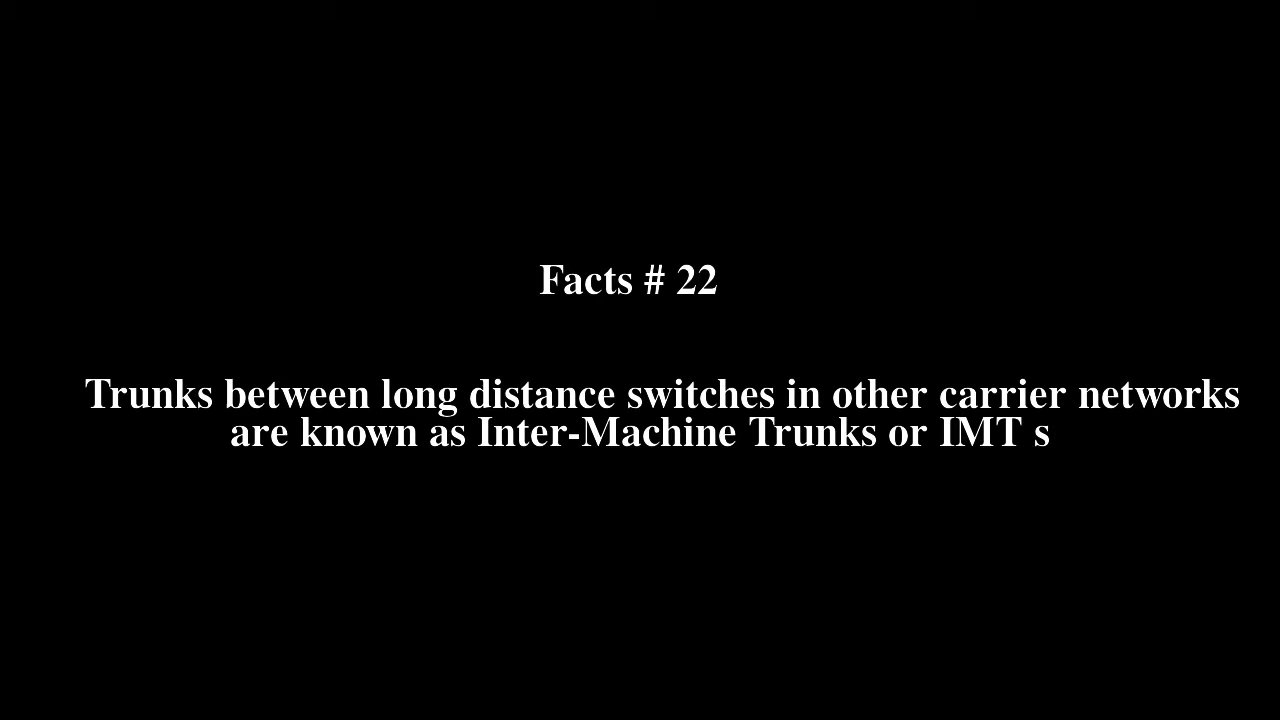 Facts # 22
Trunks between long distance switches in other carrier networks
are known as Inter-Machine Trunks or IMT s